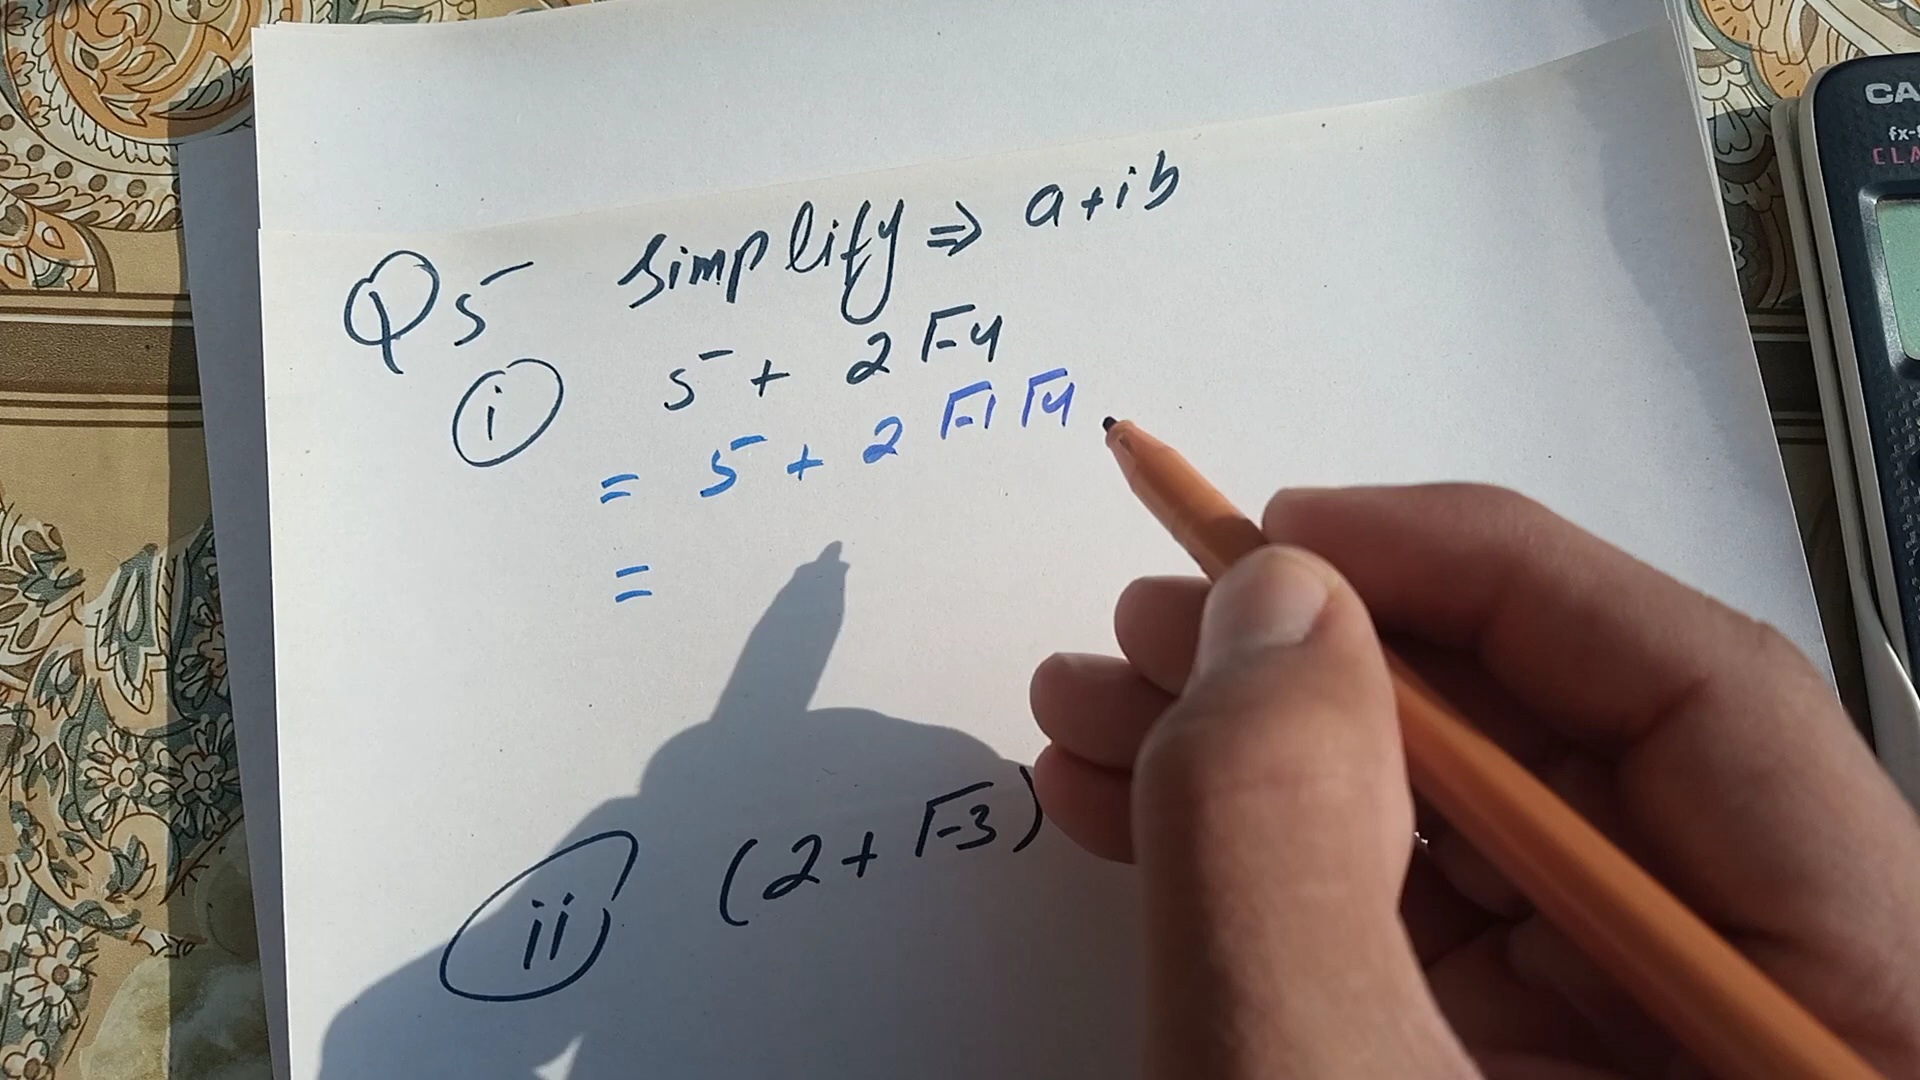 Q5 Simplify ⇒ a+ib
i 5 + 2√-4
= 5 + 2√-1 √4
=
ii (2 + √-3)